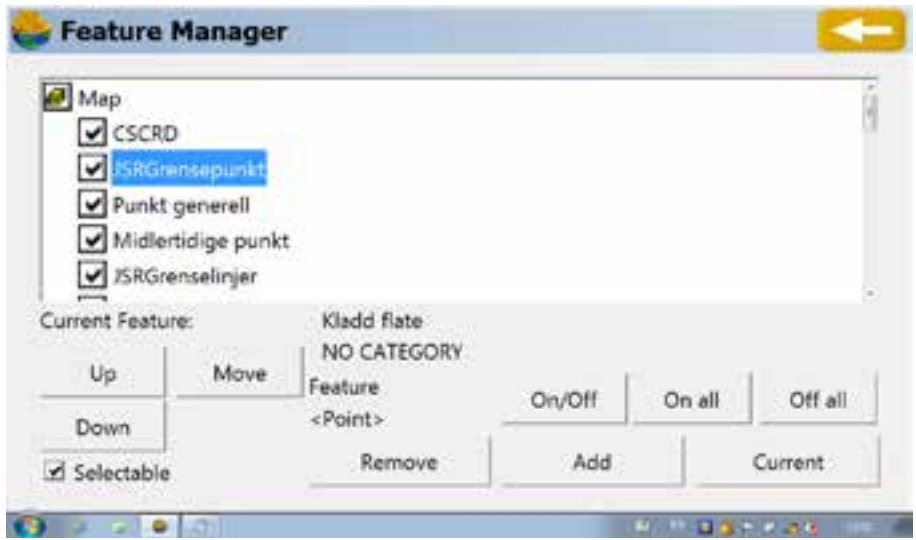 Feature Manager
Map
CSCRD
JSRGrensepunkt
Punkt generell
Midlertidige punkt
JSRGrenselinjer
Current Feature:
Kladd flate
NO CATEGORY
Up
Move
Feature
<Point>
On/Off
On all
Off all
Down
Selectable
Remove
Add
Current